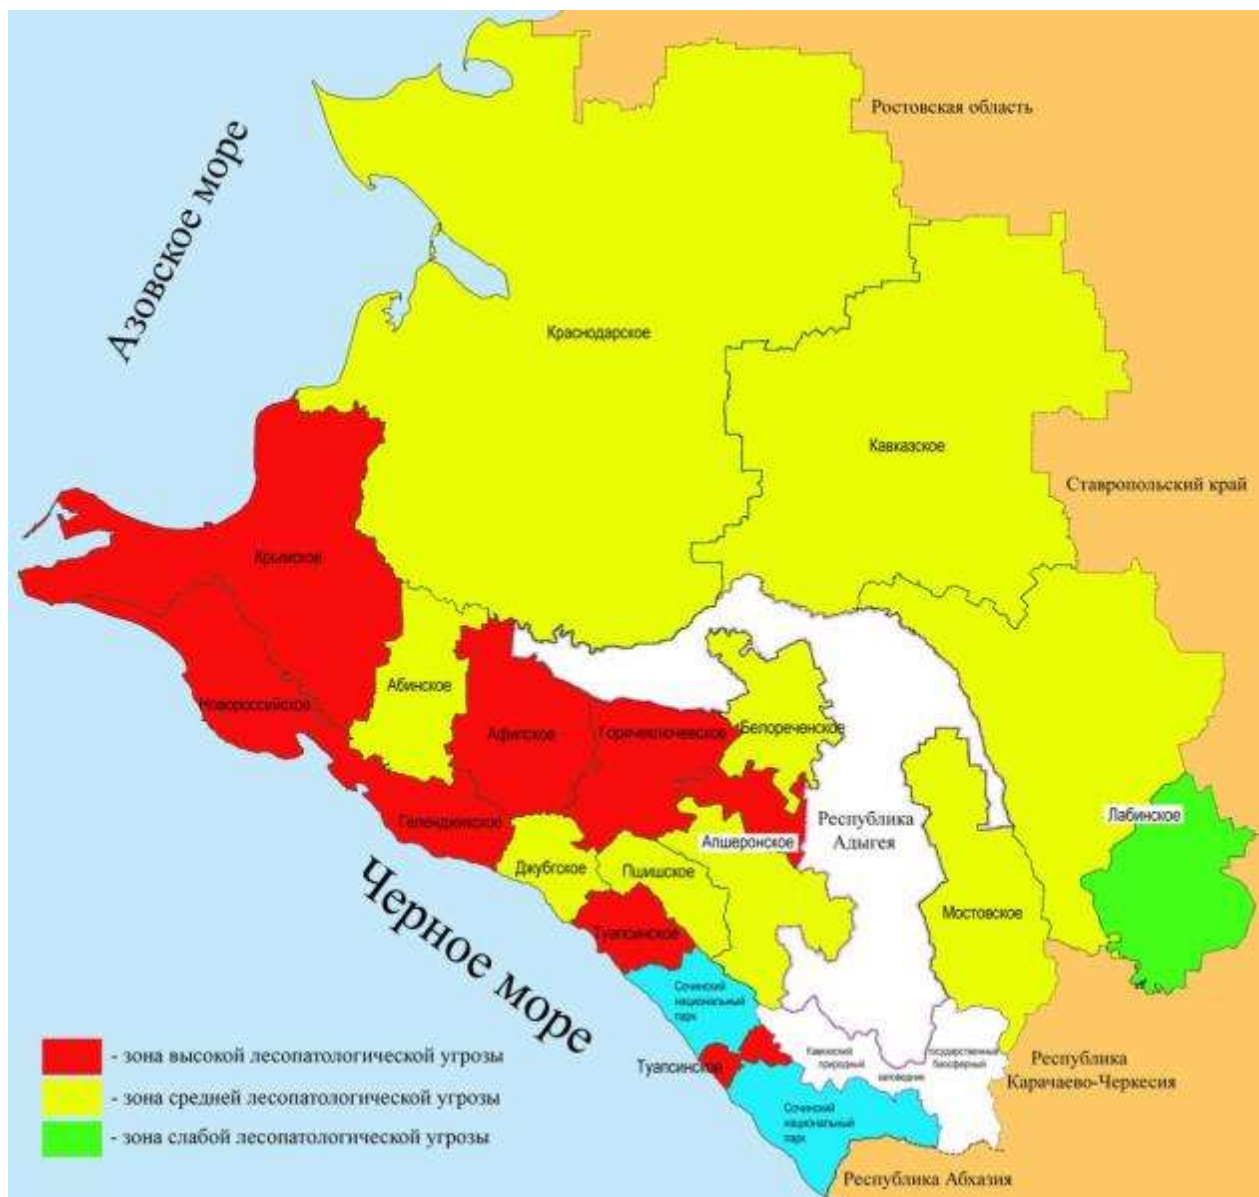 Ростовская область
Азовское море
Краснодарское
Кавказское
Ставропольский край
Крымское
Абинское
Новороссийское
Афипское
Горячеключевское
Белореченское
Геленджикское
Республика
Адыгея
Лабинское
Апшеронское
Джубгское
Пшишское
Мостовское
Черное море
Туапсинское
Сочинский
национальный
парк
- зона высокой лесопатологической угрозы
Туапсинское
Кавказский
природный
государственный
биосферный
заповедник
Республика
Карачаево-Черкесия
- зона средней лесопатологической угрозы
Сочинский
национальный
парк
- зона слабой лесопатологической угрозы
Республика Абхазия